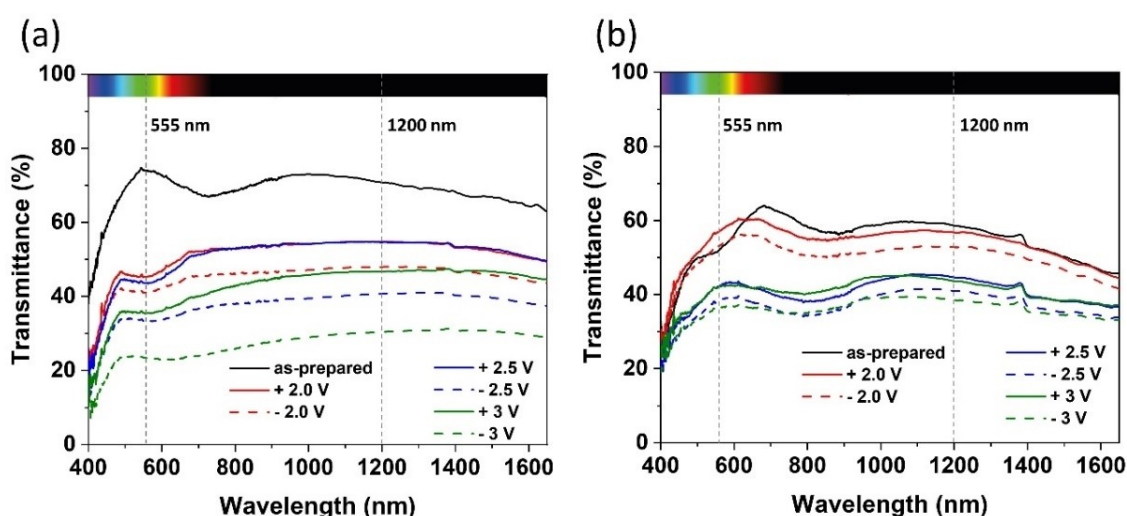 (a)
100
80
60
40
20
0
Transmittance (%)
555 nm
1200 nm
as-prepared
+ 2.0 V
- 2.0 V
+ 2.5 V
- 2.5 V
+ 3 V
- 3 V
400 600 800 1000 1200 1400 1600
Wavelength (nm)
(b)
100
80
60
40
20
0
Transmittance (%)
555 nm
1200 nm
as-prepared
+ 2.0 V
- 2.0 V
+ 2.5 V
- 2.5 V
+ 3 V
- 3 V
400 600 800 1000 1200 1400 1600
Wavelength (nm)